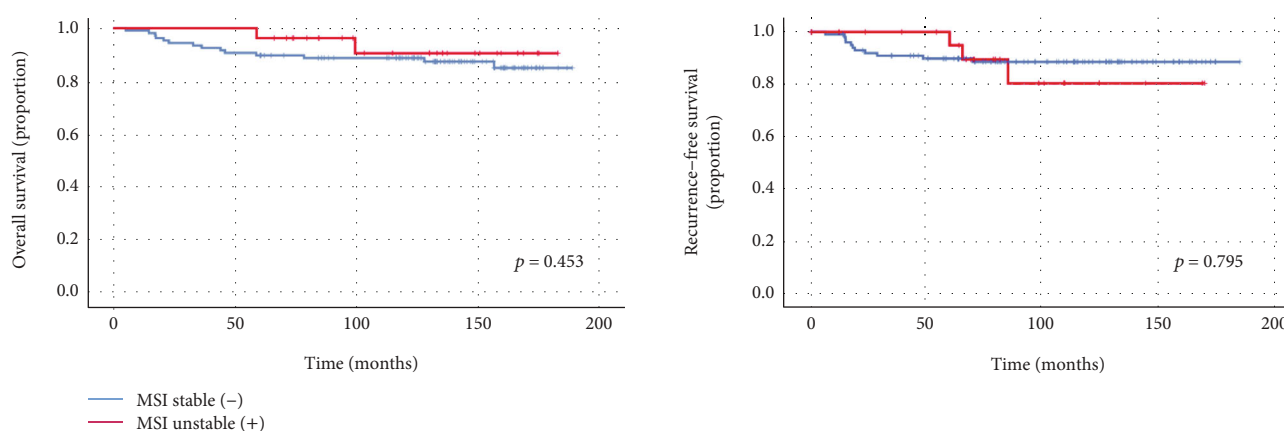 Overall survival (proportion)
1.0
0.8
0.6
0.4
0.2
0.0
p = 0.453
0 50 100 150 200
Time (months)
MSI stable (−)
MSI unstable (+)
Recurrence−free survival
(proportion)
1.0
0.8
0.6
0.4
0.2
0.0
p = 0.795
0 50 100 150 200
Time (months)